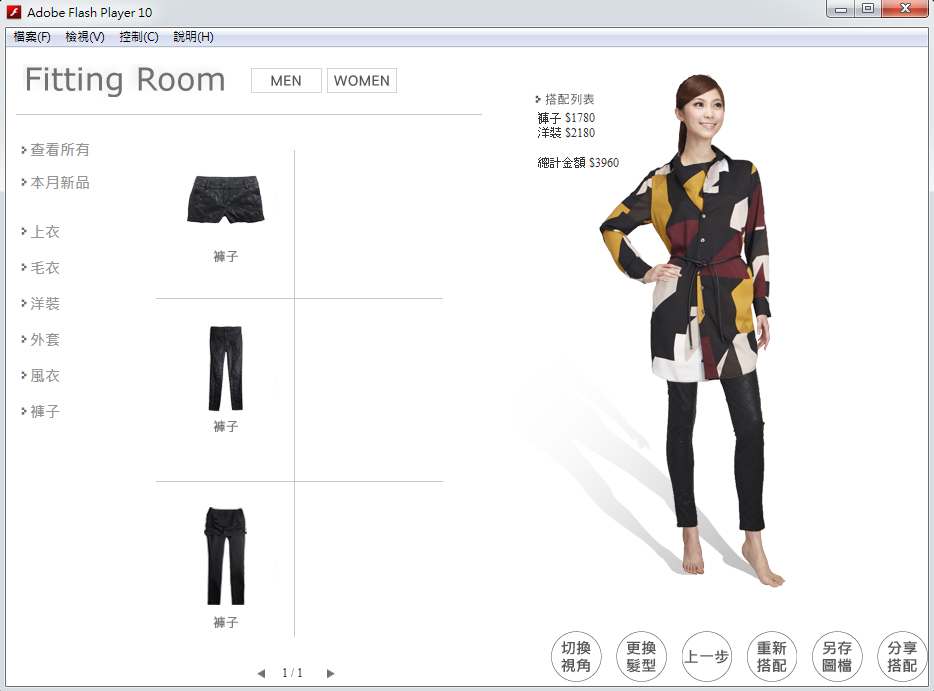 Adobe Flash Player 10
檔案(F) 檢視(V) 控制(C) 說明(H)
Fitting Room
MEN
WOMEN
查看所有
本月新品
上衣
毛衣
洋裝
外套
風衣
褲子
褲子
褲子
褲子
1 / 1
搭配列表
褲子 $1780
洋裝 $2180
總計金額 $3960
切換
視角
更換
髮型
上一步
重新
搭配
另存
圖檔
分享
搭配